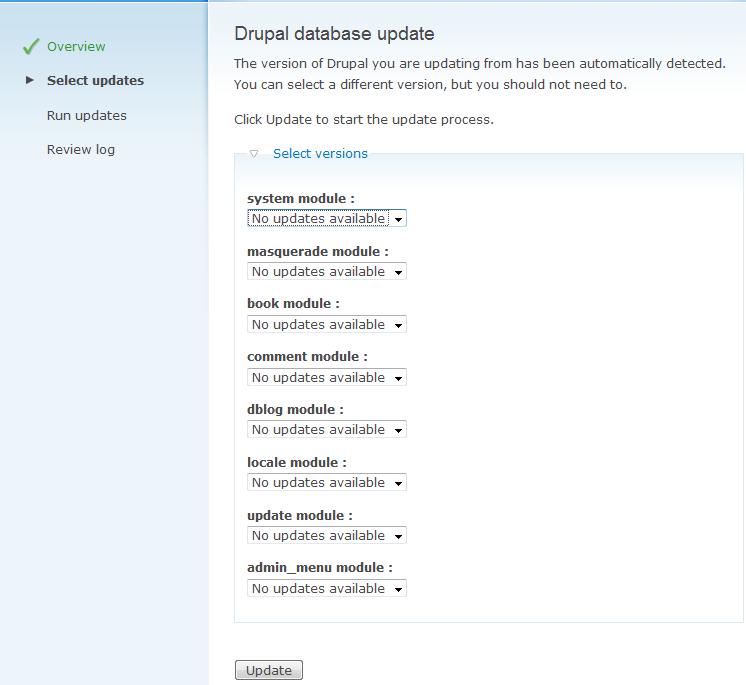 Overview
Select updates
Run updates
Review log
Drupal database update
The version of Drupal you are updating from has been automatically detected.
You can select a different version, but you should not need to.
Click Update to start the update process.
Select versions
system module :
No updates available
masquerade module :
No updates available
book module :
No updates available
comment module :
No updates available
dblog module :
No updates available
locale module :
No updates available
update module :
No updates available
admin_menu module :
No updates available
Update